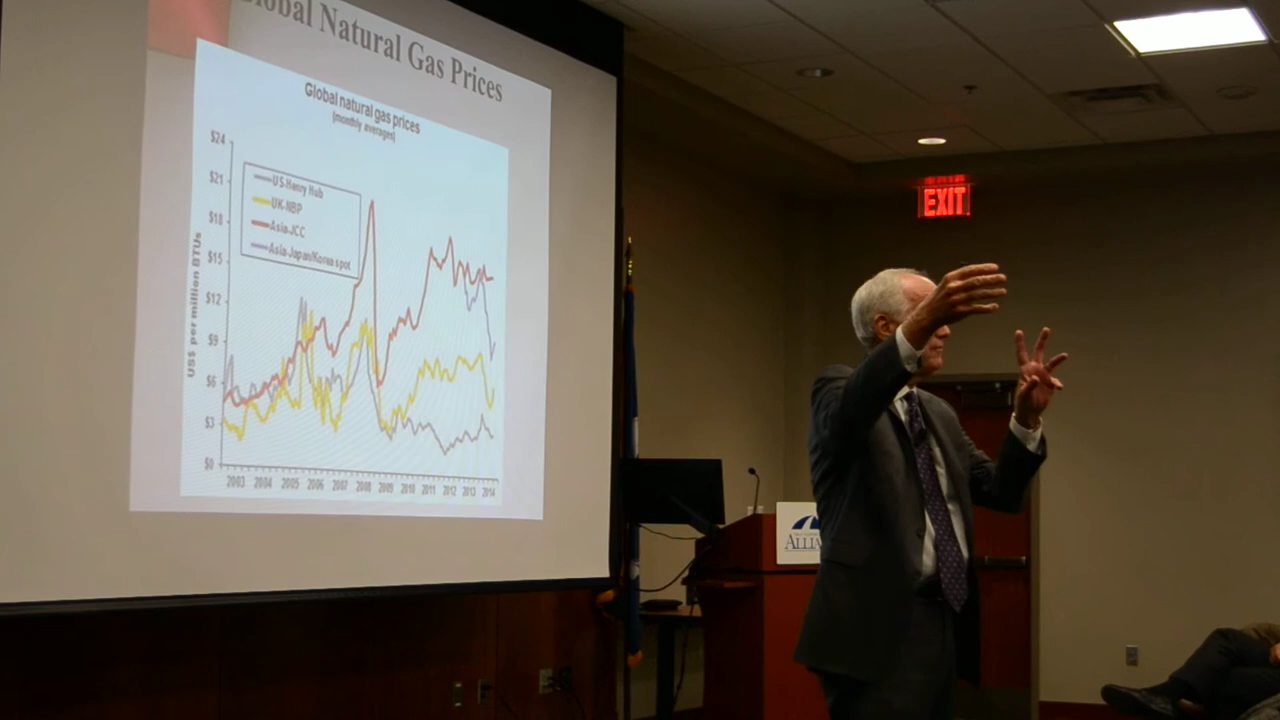 Global Natural Gas Prices
Global natural gas prices
(monthly averages)
$24
$21
$18
$15
$12
$9
$6
$3
$0
US$ per million BTUs
US-Henry Hub
UK-NBP
Asia-JCC
Asia-Japan/Korea spot
2003 2004 2005 2006 2007 2008 2009 2010 2011 2012 2013 2014
EXIT